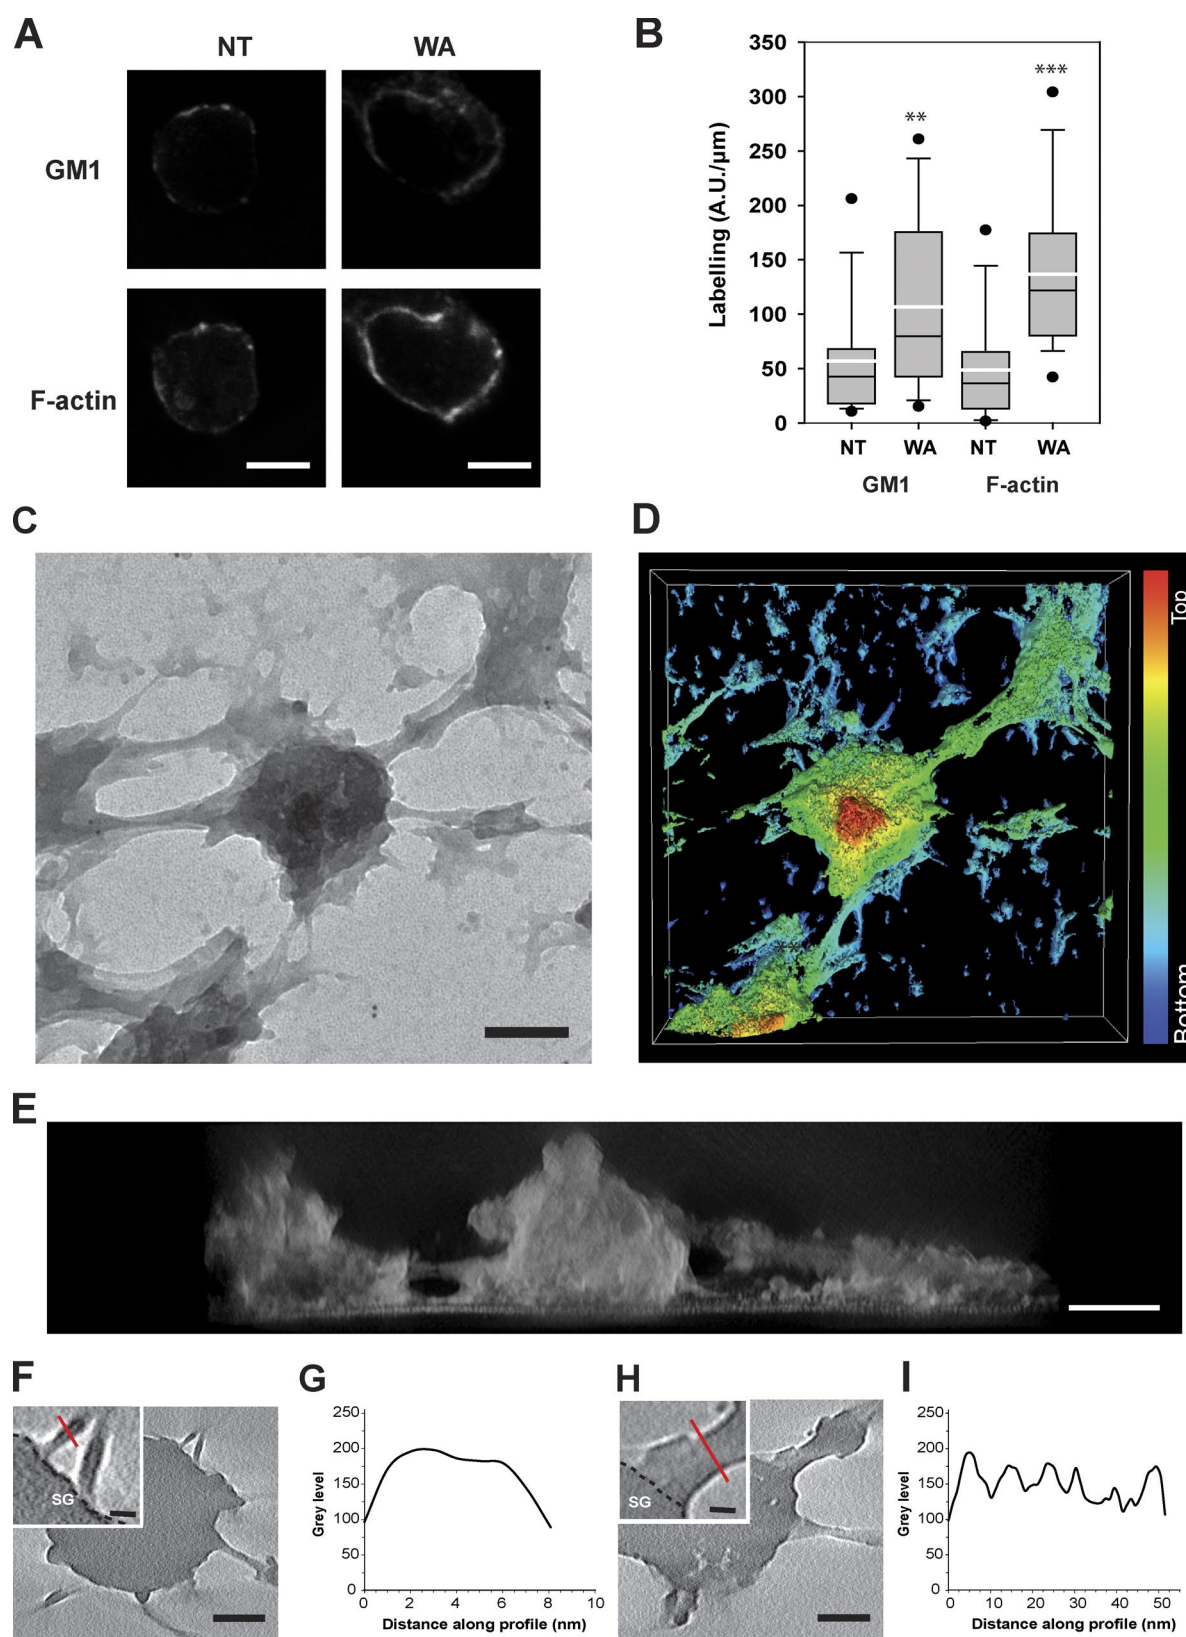 A
NT WA
GM1
F-actin
B
Labelling (A.U./µm)
350
300
250
200
150
100
50
0
**
***
NT WA NT WA
GM1 F-actin
C
D
**
Top
Bottom
E
F
SG
G
Grey level
250
200
150
100
50
0
0 2 4 6 8 10
Distance along profile (nm)
H
SG
I
Grey level
250
200
150
100
50
0
0 10 20 30 40 50
Distance along profile (nm)